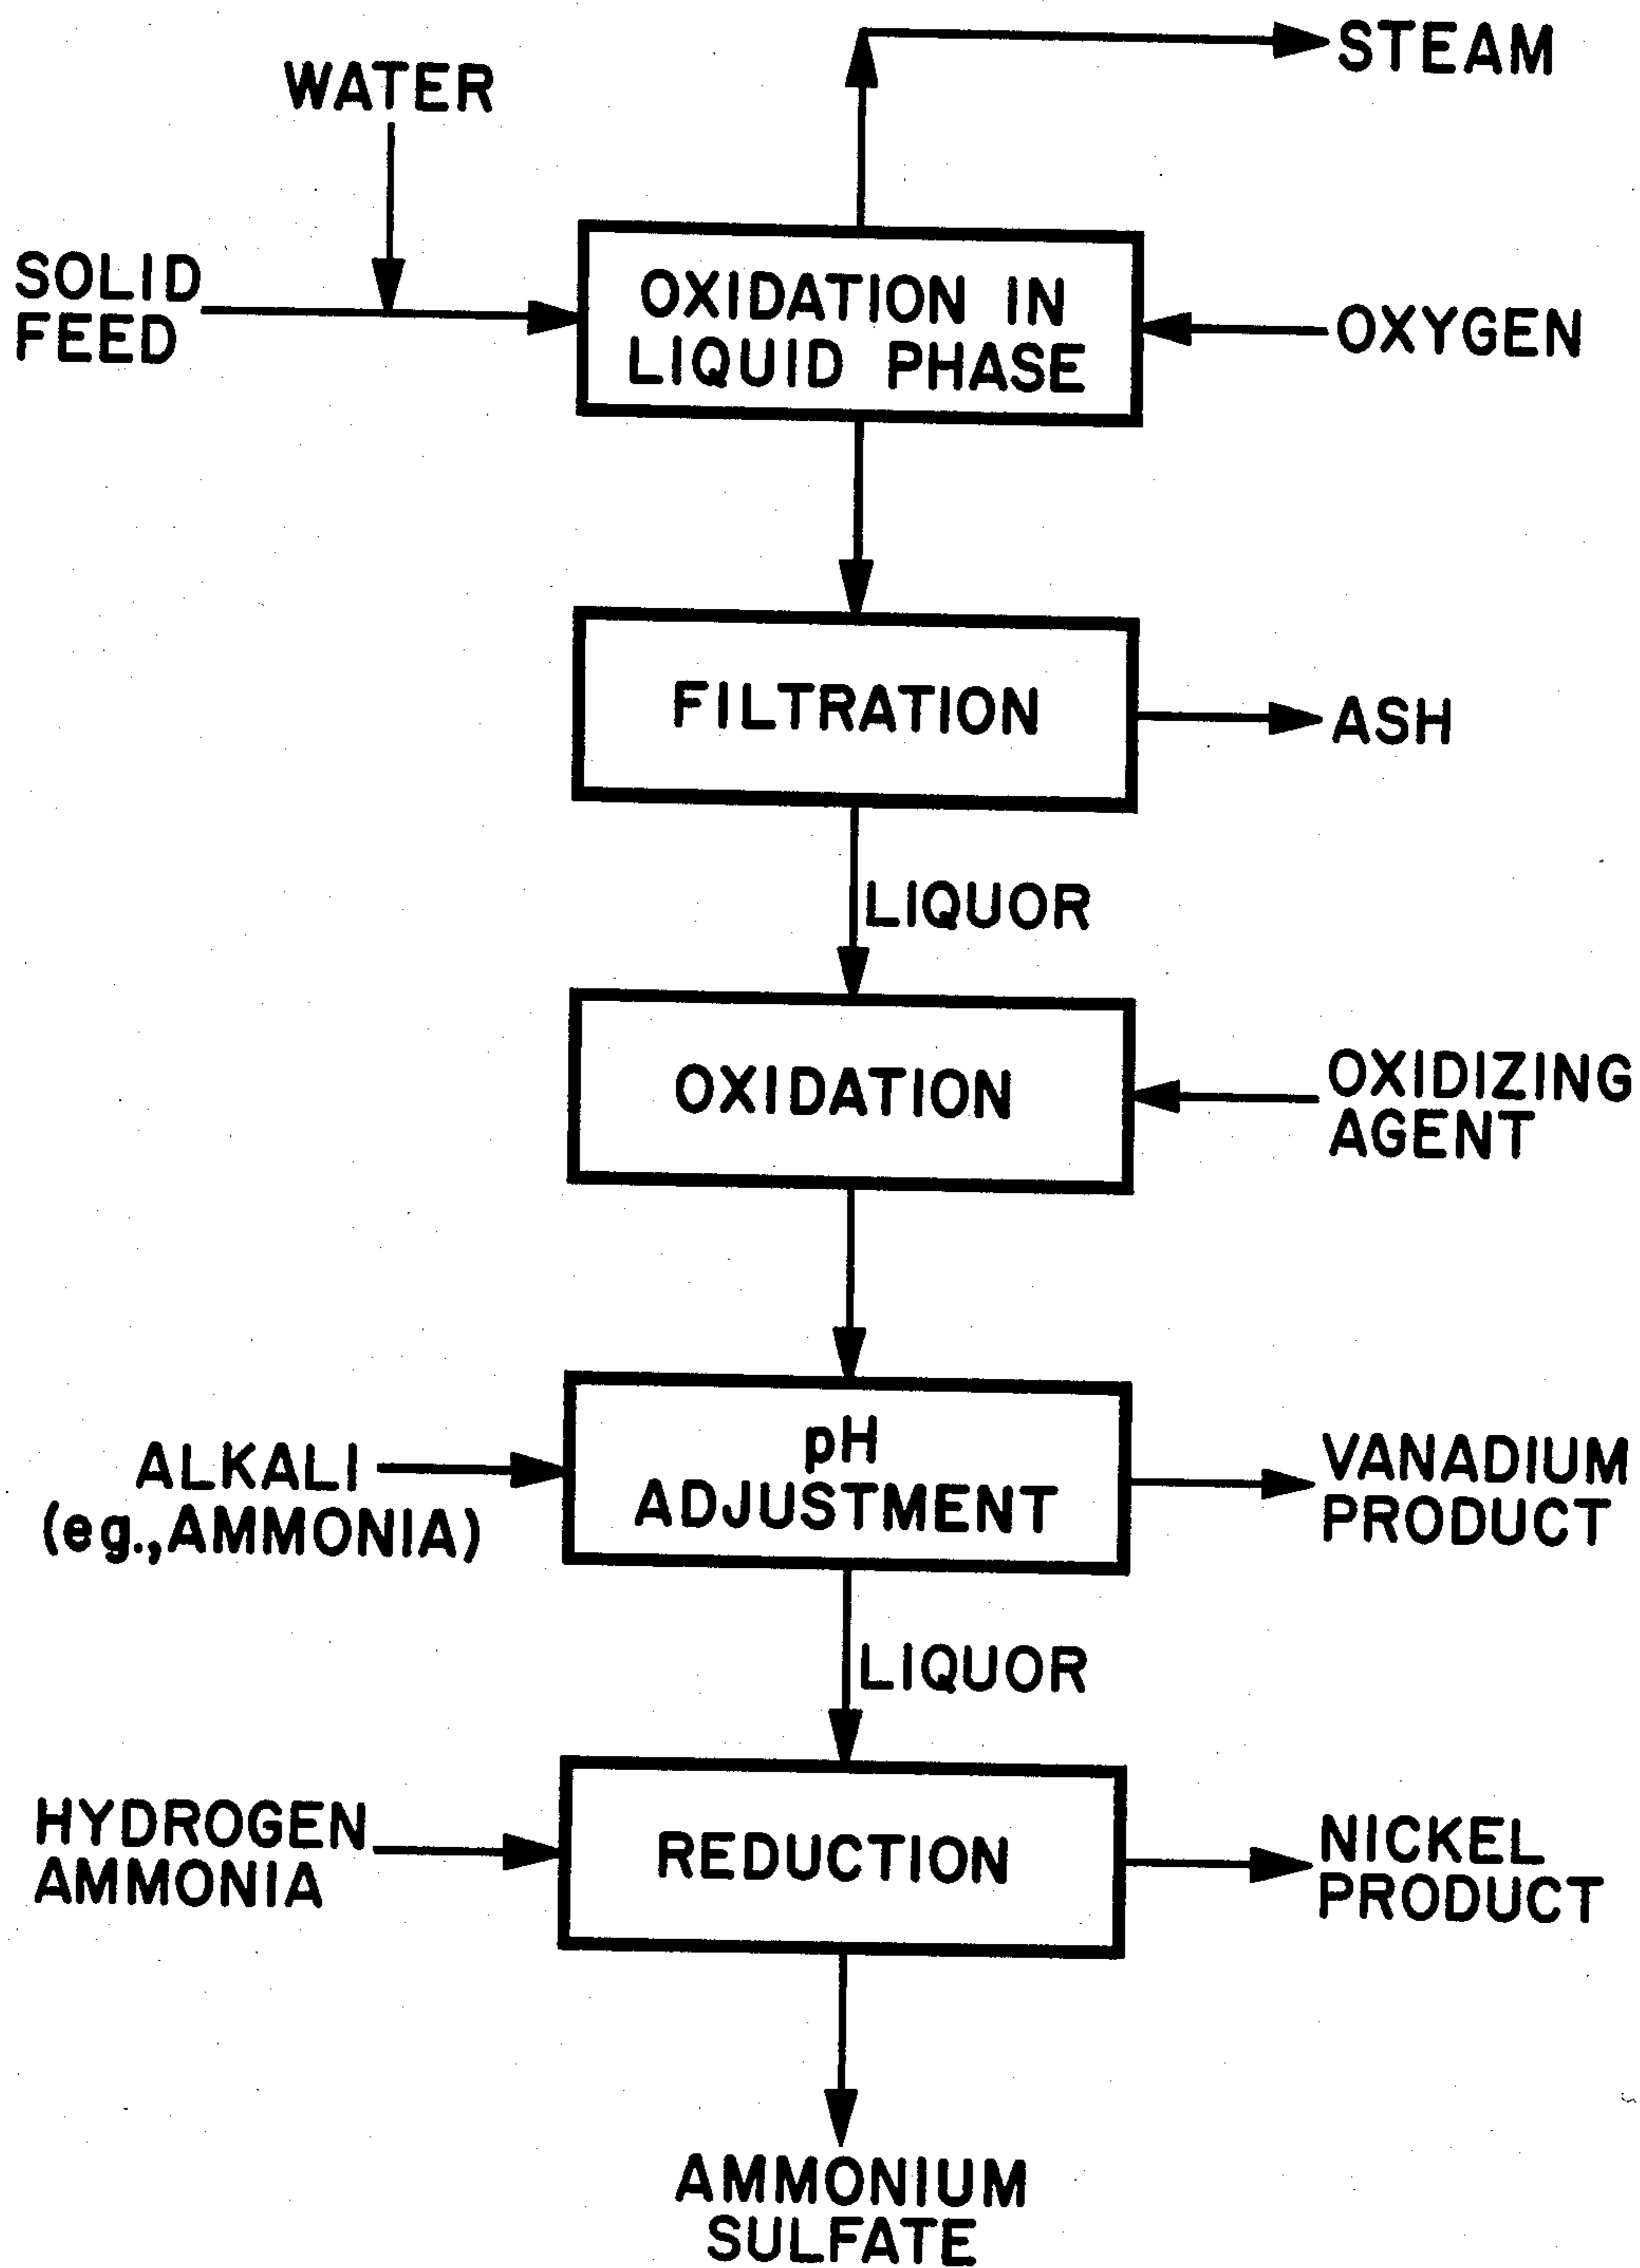 STEAM
WATER
SOLID
FEED
OXIDATION IN
LIQUID PHASE
OXYGEN
FILTRATION
ASH
LIQUOR
OXIDATION
OXIDIZING
AGENT
ALKALI
(eg.,AMMONIA)
pH
ADJUSTMENT
VANADIUM
PRODUCT
LIQUOR
HYDROGEN
AMMONIA
REDUCTION
NICKEL
PRODUCT
AMMONIUM
SULFATE